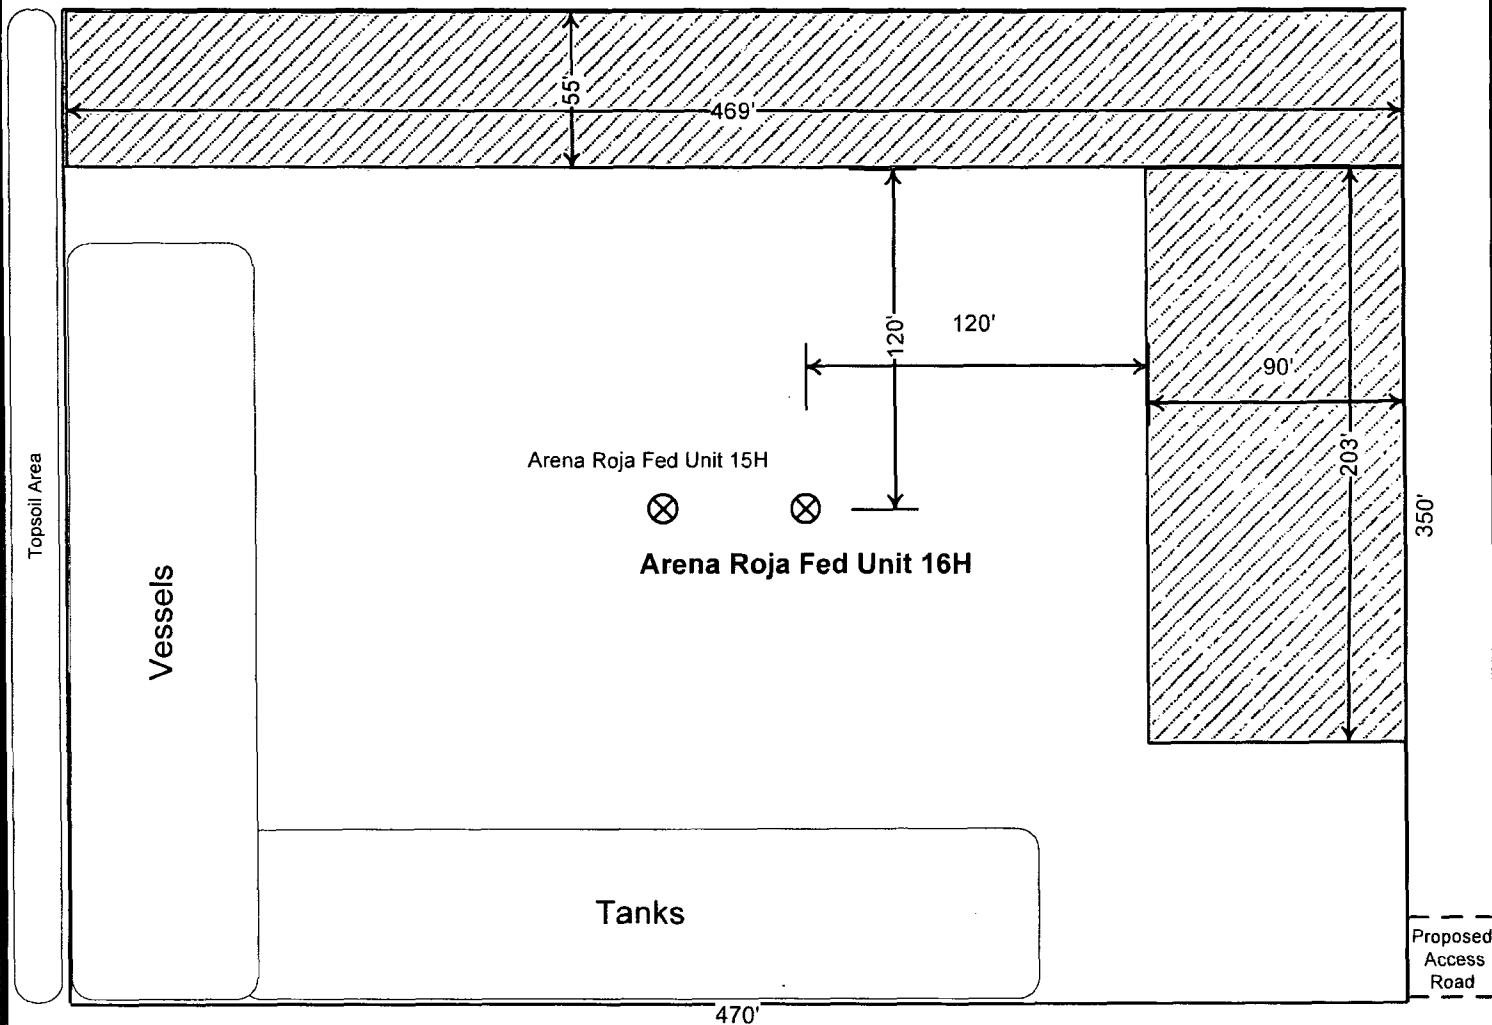 55'
469'
120'
120'
90'
203'
350'
Arena Roja Fed Unit 15H
Arena Roja Fed Unit 16H
Topsoil Area
Vessels
Tanks
Proposed
Access
Road
470'